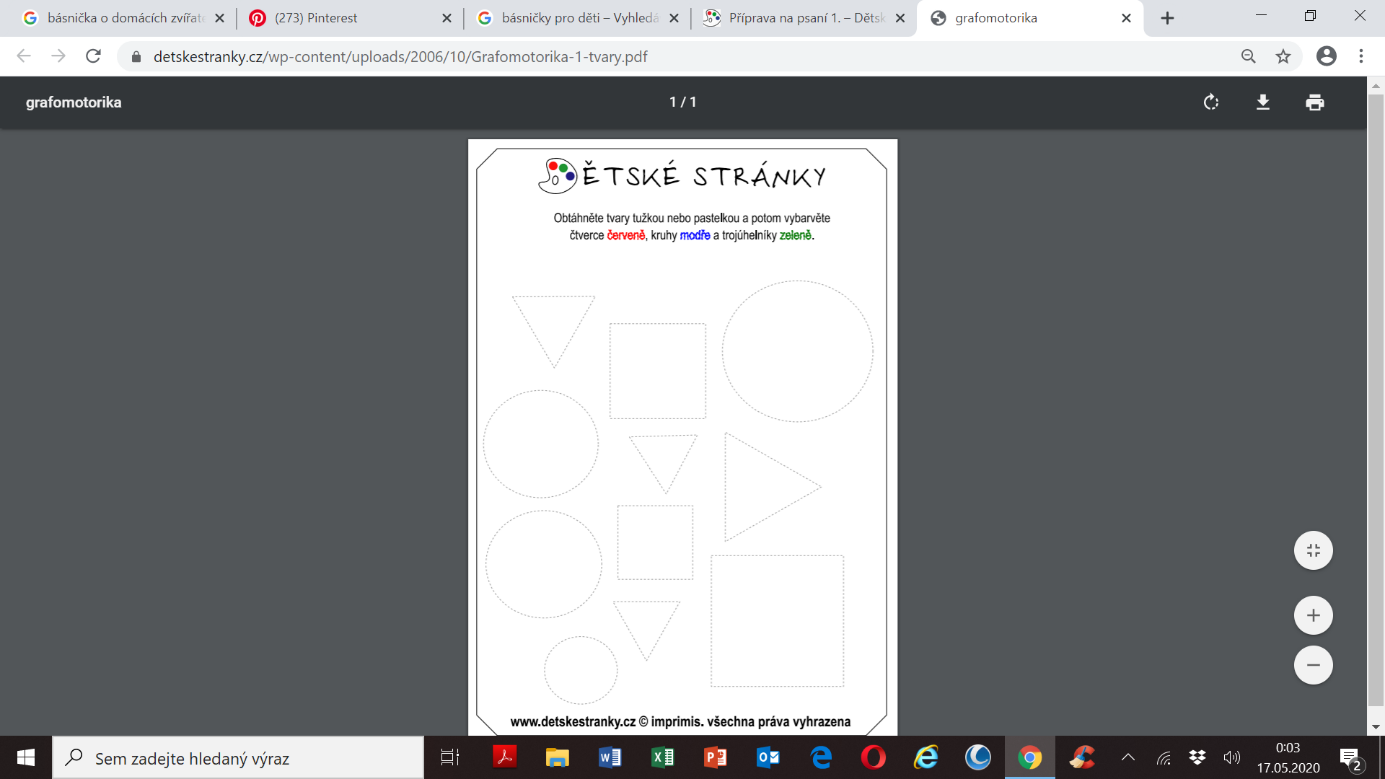 básnička o domácích zvířat
(273) Pinterest
básničky pro děti – Vyhledá
Příprava na psaní 1. – Dětsk
grafomotorika
detskestranky.cz/wp-content/uploads/2006/10/Grafomotorika-1-tvary.pdf
grafomotorika
1 / 1
ĚTSKÉ STRÁNKY
Obtáhněte tvary tužkou nebo pastelkou a potom vybarvěte
čtverce červeně, kruhy modře a trojúhelníky zeleně.
www.detskestranky.cz © imprimis. všechna práva vyhrazena
Sem zadejte hledaný výraz
0:03
17.05.2020
2